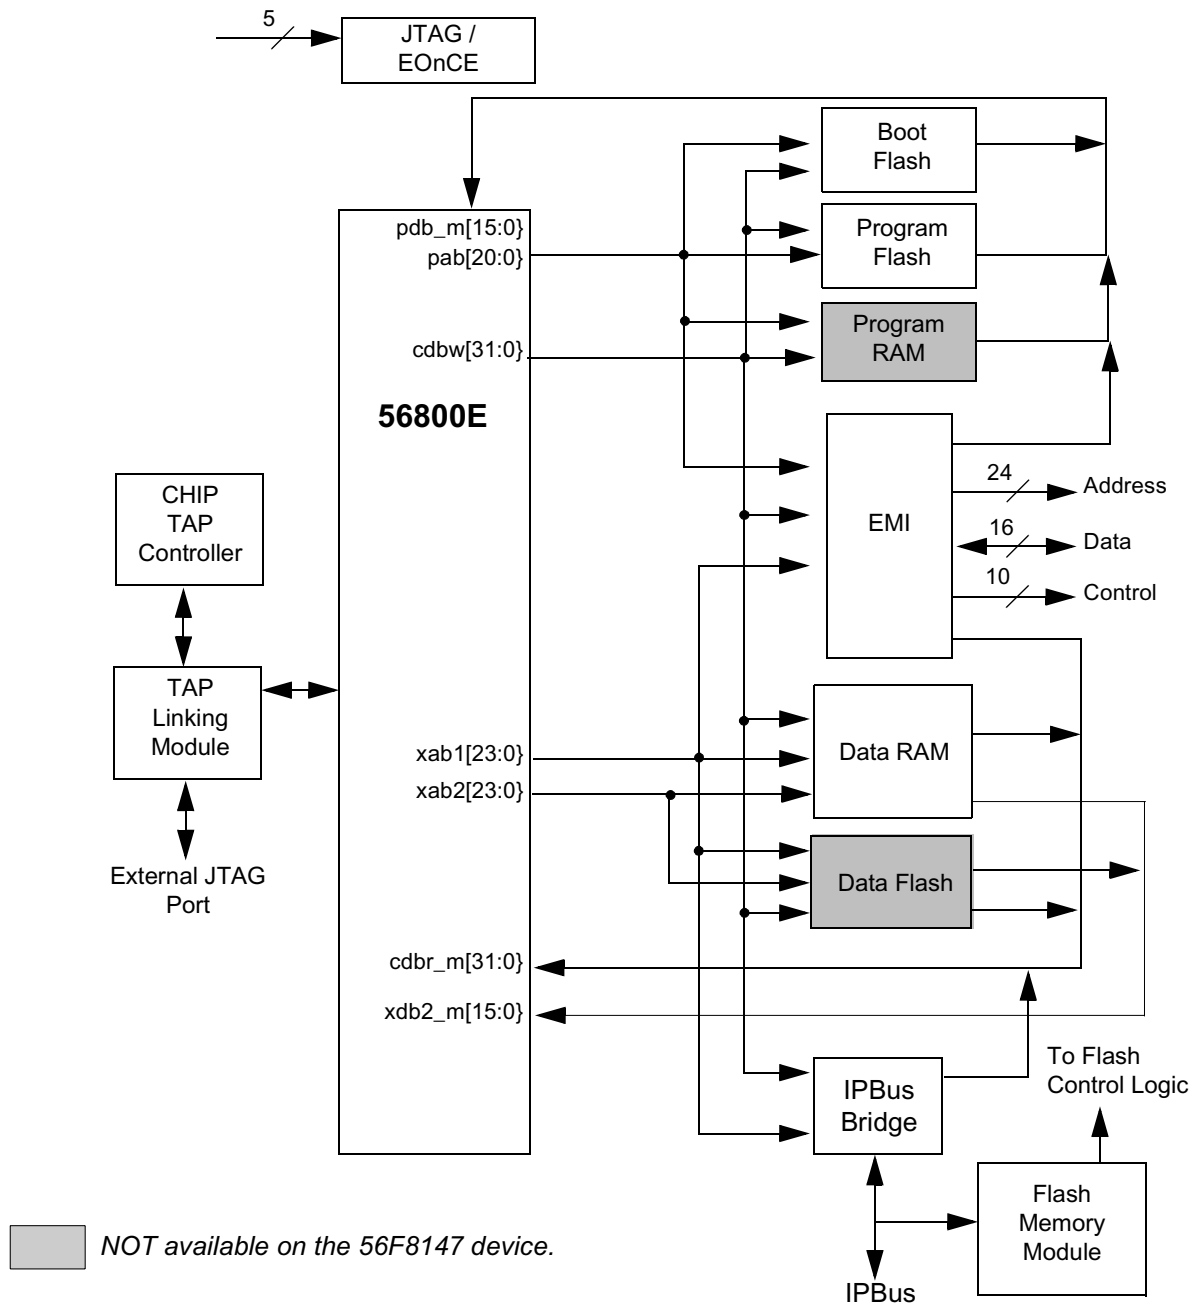 5
JTAG /
EOnCE
Boot
Flash
pdb_m[15:0}
pab[20:0}
Program
Flash
cdbw[31:0}
Program
RAM
56800E
CHIP
TAP
Controller
EMI
24
Address
16
Data
10
Control
TAP
Linking
Module
xab1[23:0}
xab2[23:0}
Data RAM
External JTAG
Port
Data Flash
cdbr_m[31:0}
xdb2_m[15:0}
To Flash
Control Logic
IPBus
Bridge
Flash
Memory
Module
NOT available on the 56F8147 device.
IPBus